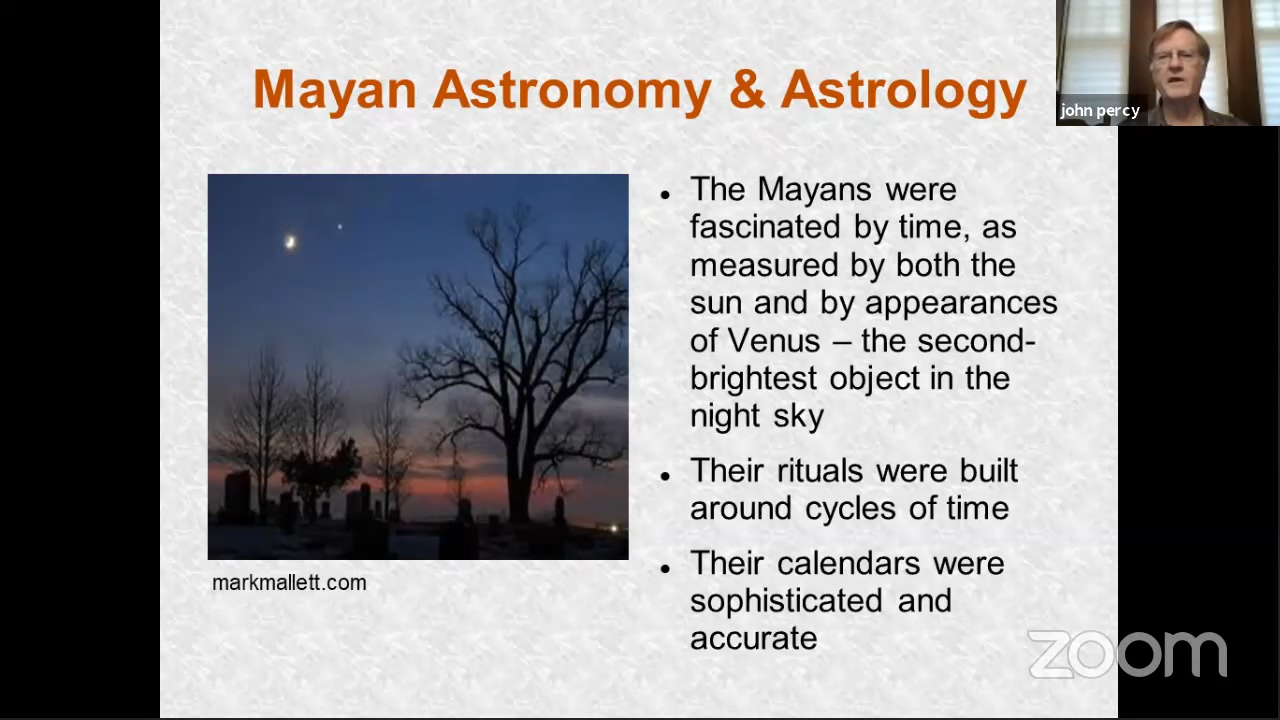 Mayan Astronomy & Astrology
john percy
• The Mayans were
fascinated by time, as
measured by both the
sun and by appearances
of Venus – the second-
brightest object in the
night sky
• Their rituals were built
around cycles of time
• Their calendars were
sophisticated and
accurate
markmallett.com
zoom